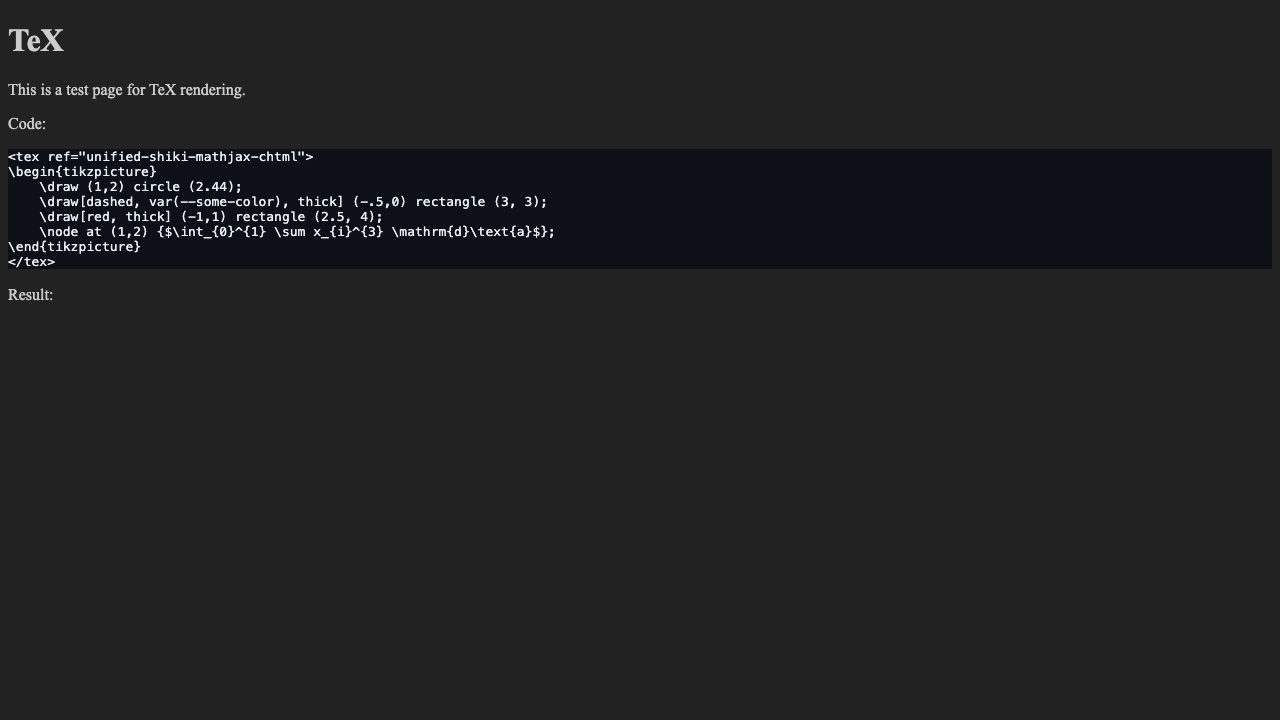 TeX
This is a test page for TeX rendering.
Code:
<tex ref="unified-shiki-mathjax-chtml">
\begin{tikzpicture}
    \draw (1,2) circle (2.44);
    \draw[dashed, var(--some-color), thick] (-.5,0) rectangle (3, 3);
    \draw[red, thick] (-1,1) rectangle (2.5, 4);
    \node at (1,2) {$\int_{0}^{1} \sum x_{i}^{3} \mathrm{d}\text{a}$};
\end{tikzpicture}
</tex>
Result: